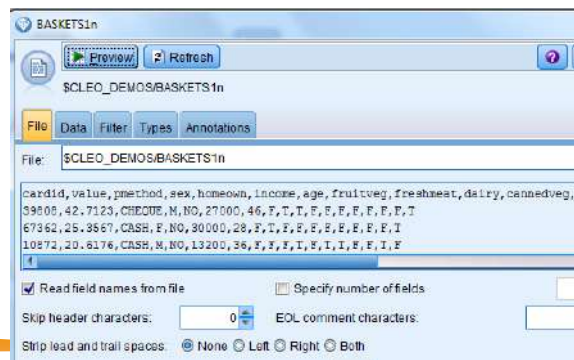 BASKETS1n
Preview Refresh
$CLEO_DEMOS/BASKETS1n
File Data Filter Types Annotations
File: $CLEO_DEMOS/BASKETS1n
cardid,value,pmethod,sex,homeown,income,age,fruitveg,freshmeat,dairy,cannedveg,
39808,42.7123,CHEQUE,M,NO,27000,46,F,T,T,F,F,F,F,F,F,F,T
67362,25.3567,CASH,F,NO,30000,28,F,T,F,F,F,F,F,F,F,F,T
10872,20.6176,CASH,M,NO,13200,36,F,F,F,T,F,T,T,F,F,T,F
Read field names from file Specify number of fields
Skip header characters: 0 EOL comment characters:
Strip lead and trail spaces: None Left Right Both